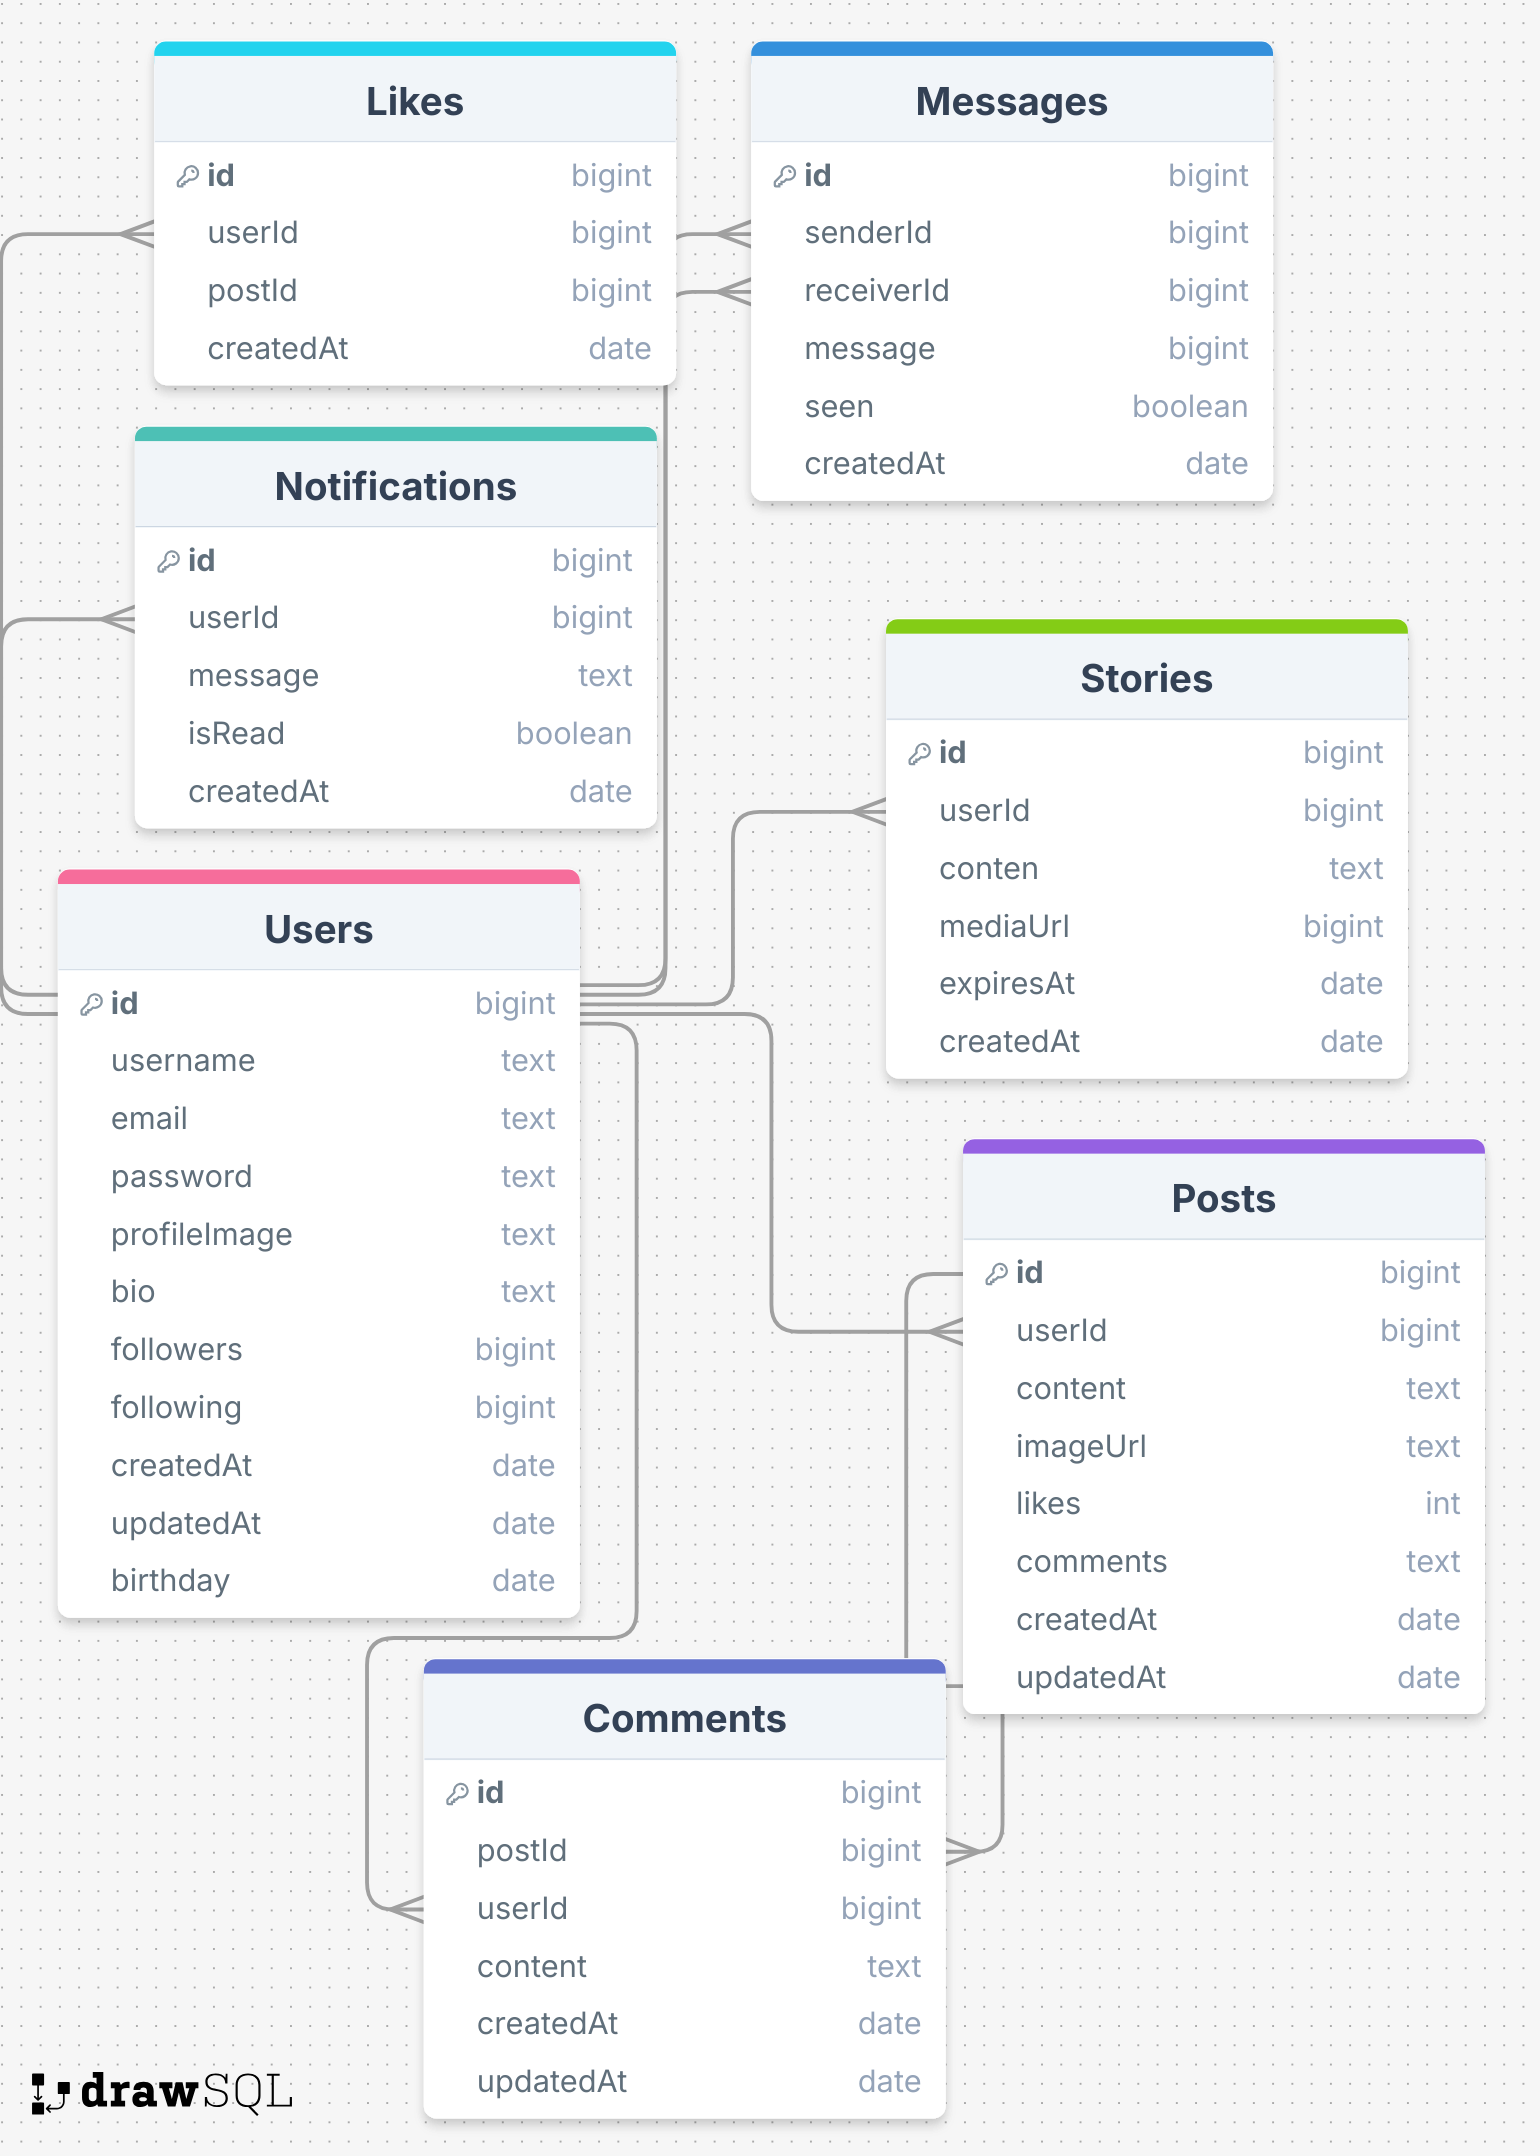 Likes
id bigint
userId bigint
postId bigint
createdAt date
Messages
id bigint
senderId bigint
receiverId bigint
message bigint
seen boolean
createdAt date
Notifications
id bigint
userId bigint
message text
isRead boolean
createdAt date
Stories
id bigint
userId bigint
conten text
mediaUrl bigint
expiresAt date
createdAt date
Users
id bigint
username text
email text
password text
profileImage text
bio text
followers bigint
following bigint
createdAt date
updatedAt date
birthday date
Posts
id bigint
userId bigint
content text
imageUrl text
likes int
comments text
createdAt date
updatedAt date
Comments
id bigint
postId bigint
userId bigint
content text
createdAt date
updatedAt date
drawSQL